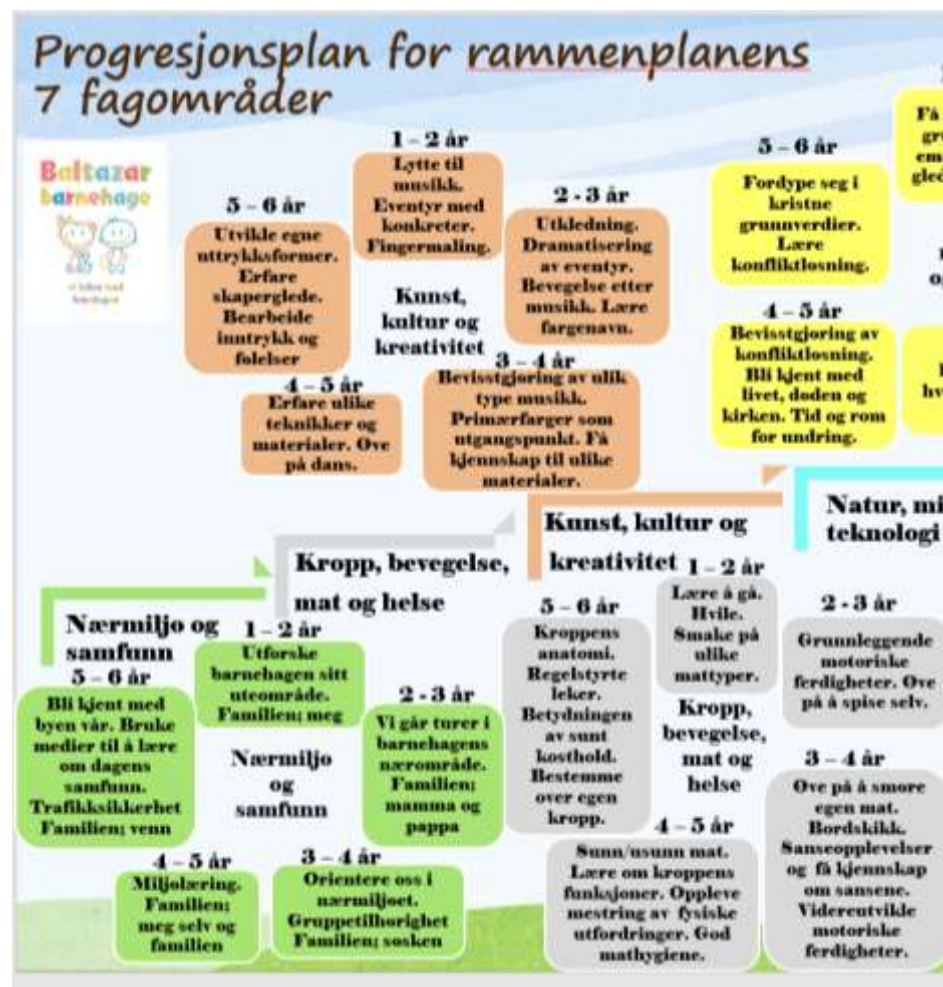 Progresjonsplan for rammenplanens
7 fagområder
Baltazar
barnehage
1 – 2 år
Lytte til
musikk.
Eventyr med
konkreter.
Fingermaling.
5 – 6 år
Utvikle egne
uttrykksformer.
Erfare
skaperglede.
Bearbeide
inntrykk og
følelser
2 - 3 år
Utkledning.
Dramatisering
av eventyr.
Bevegelse etter
musikk. Lære
fargenavn.
Kunst,
kultur og
kreativitet
4 – 5 år
Erfare ulike
teknikker og
materialer. Øve
på dans.
3 – 4 år
Bevisstgjøring av ulik
type musikk.
Primærfarger som
utgangspunkt. Få
kjennskap til ulike
materialer.
5 – 6 år
Fordype seg i
kristne
grunnverdier.
Lære
konfliktløsning.
4 – 5 år
Bevisstgjøring av
konfliktløsning.
Bli kjent med
livet, døden og
kirken. Tid og rom
for undring.
Få
Nærmiljø og
samfunn
Kropp, bevegelse,
mat og helse
Kunst, kultur og
kreativitet
Natur, mi
teknologi
5 – 6 år
Bli kjent med
byen vår. Bruke
medier til å lære
om dagens
samfunn.
Trafikksikkerhet
Familien; venn
1 – 2 år
Utforske
barnehagen sitt
uteområde.
Familien; meg
2 - 3 år
Vi går turer i
barnehagens
nærområde.
Familien;
mamma og
pappa
Nærmiljø
og
samfunn
4 – 5 år
Miljølæring.
Familien;
meg selv og
familien
3 – 4 år
Orientere oss i
nærmiljøet.
Gruppetilhørighet
Familien; søsken
5 – 6 år
Kroppens
anatomi.
Regelstyrte
leker.
Betydningen
av sunt
kosthold.
Bestemme
over egen
kropp.
1 – 2 år
Lære å gå.
Hvile.
Smake på
ulike
mattyper.
2 - 3 år
Grunnleggende
motoriske
ferdigheter. Øve
på å spise selv.
Kropp,
bevegelse,
mat og
helse
4 – 5 år
Sunn/usunn mat.
Lære om kroppens
funksjoner. Oppleve
mestring av fysiske
utfordringer. God
mathygiene.
3 – 4 år
Øve på å smøre
egen mat.
Bordskikk.
Sanseopplevelser
og få kjennskap
om sansene.
Videreutvikle
motoriske
ferdigheter.